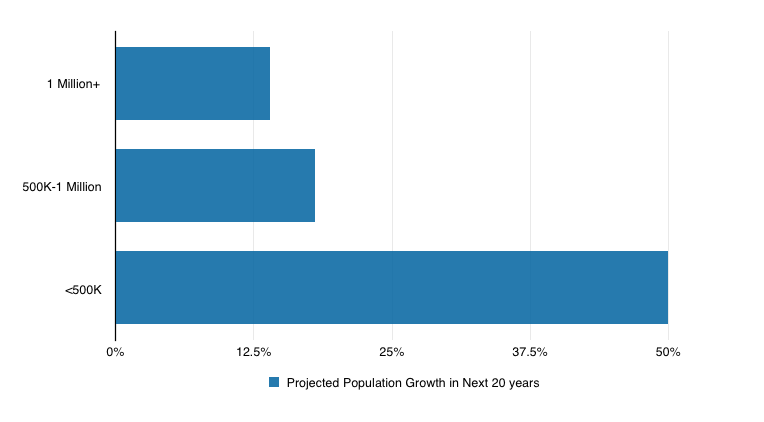 1 Million+
500K-1 Million
<500K
0%
12.5%
25%
37.5%
50%
Projected Population Growth in Next 20 years